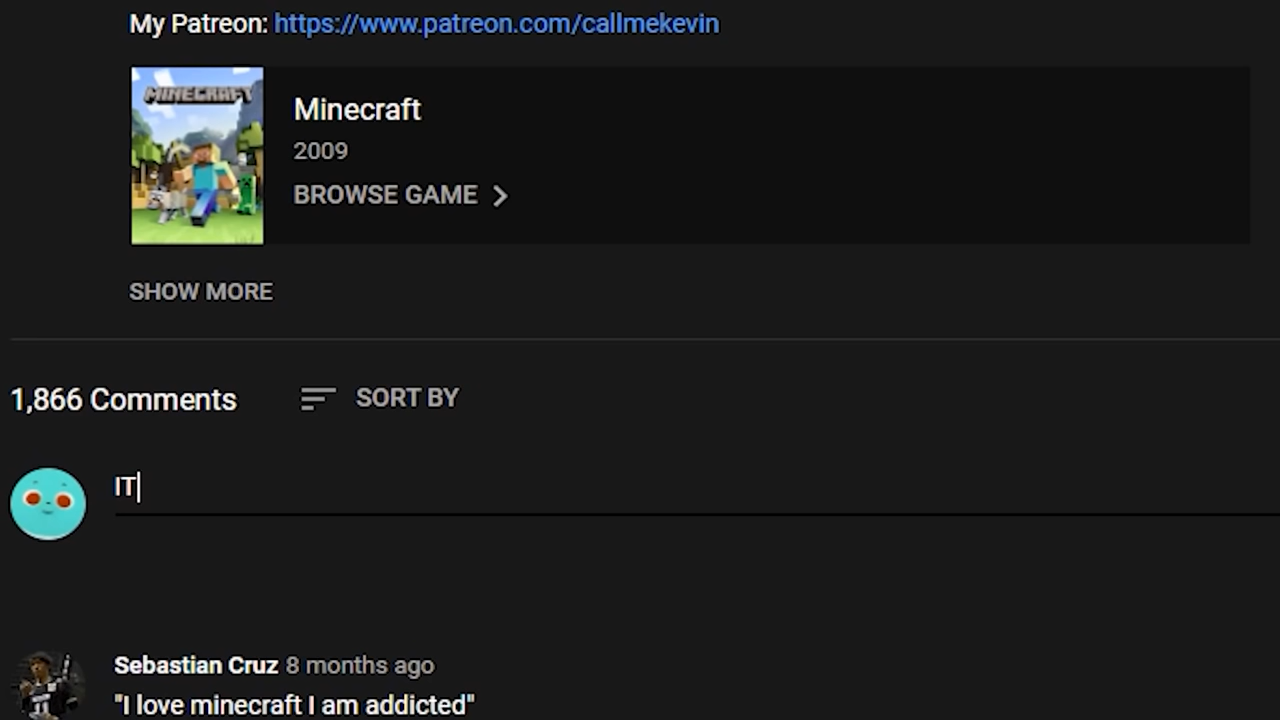 My Patreon: https://www.patreon.com/callmekevin
MINECRAFT
Minecraft
2009
BROWSE GAME
SHOW MORE
1,866 Comments SORT BY
IT
Sebastian Cruz 8 months ago
"I love minecraft I am addicted"